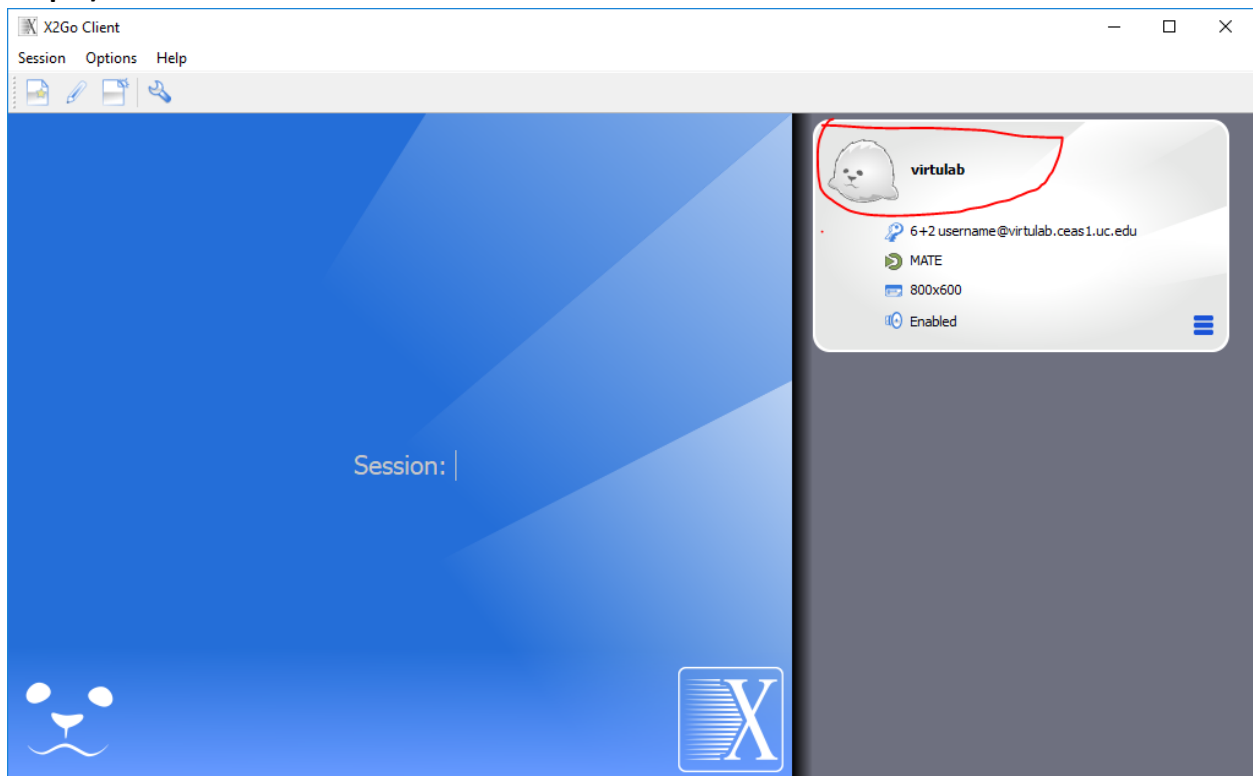 X2Go Client
Session Options Help
virtulab
6+2 username@virtulab.ceas1.uc.edu
MATE
800x600
Enabled
Session:
X